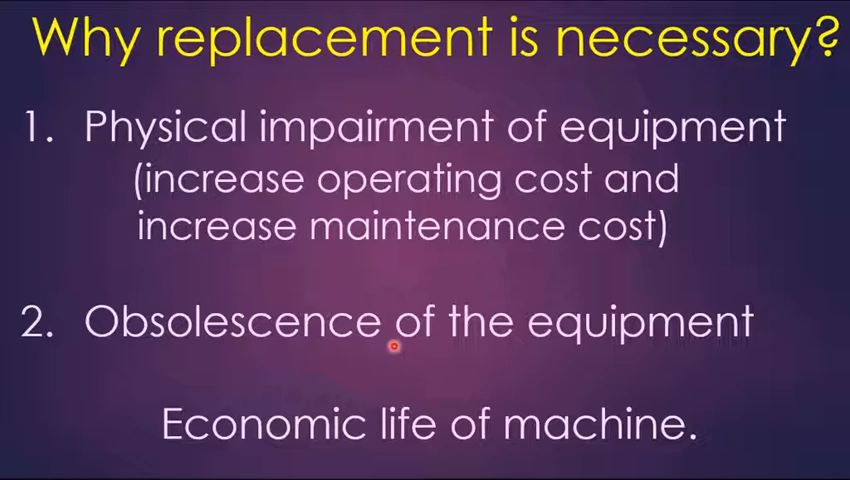 Why replacement is necessary?
1. Physical impairment of equipment
(increase operating cost and
increase maintenance cost)
2. Obsolescence of the equipment
Economic life of machine.